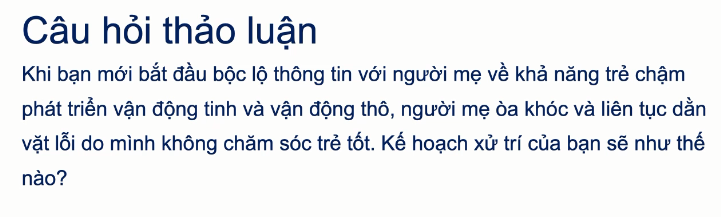 Câu hỏi thảo luận
Khi bạn mới bắt đầu bộc lộ thông tin với người mẹ về khả năng trẻ chậm
phát triển vận động tinh và vận động thô, người mẹ òa khóc và liên tục dằn
vặt lỗi do mình không chăm sóc trẻ tốt. Kế hoạch xử trí của bạn sẽ như thế
nào?